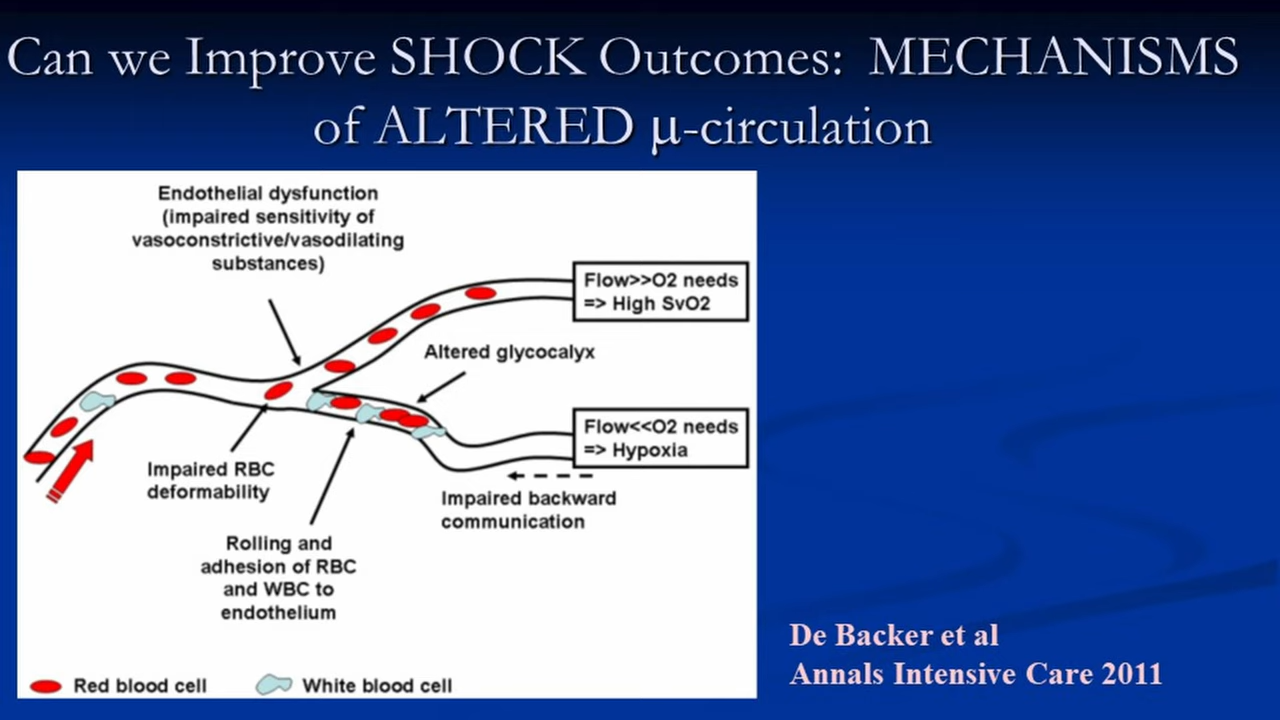 Can we Improve SHOCK Outcomes: MECHANISMS
of ALTERED μ-circulation
Endothelial dysfunction
(impaired sensitivity of
vasoconstrictive/vasodilating
substances)
Flow>>O2 needs
=> High SvO2
Altered glycocalyx
Flow<<O2 needs
=> Hypoxia
Impaired RBC
deformability
Impaired backward
communication
Rolling and
adhesion of RBC
and WBC to
endothelium
Red blood cell
White blood cell
De Backer et al
Annals Intensive Care 2011